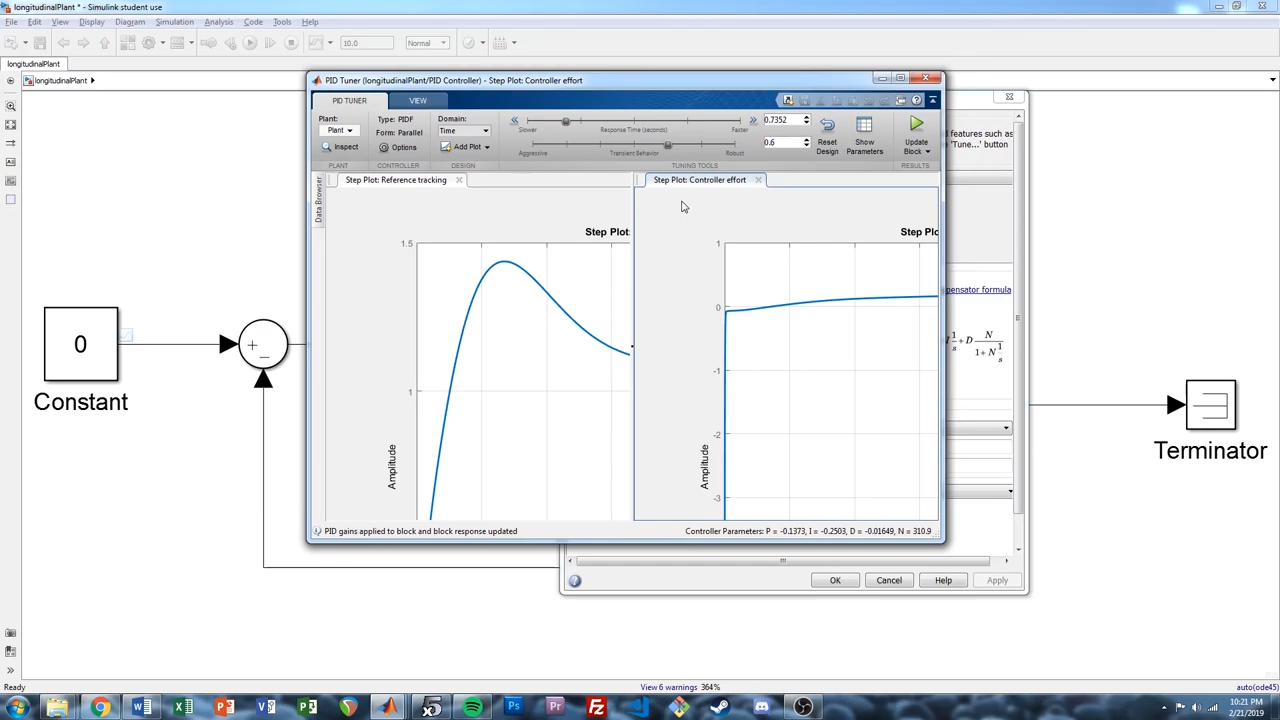 longitudinalPlant * - Simulink student use
File Edit View Display Diagram Simulation Analysis Code Tools Help
10.0 Normal
longitudinalPlant
longitudinalPlant
PID Tuner (longitudinalPlant/PID Controller) - Step Plot: Controller effort
PID TUNER VIEW
Plant: Type: PIDF Domain: 0.7352
Plant Form: Parallel Time Slower Response Time (seconds) Faster
Inspect Options Add Plot 0.6 Reset Design Show Parameters Update Block
Aggressive Transient Behavior Robust
PLANT CONTROLLER DESIGN TUNING TOOLS RESULTS
d features such as
'Tune...' button
Data Browser
Step Plot: Reference tracking Step Plot: Controller effort
Step Plot: Step Plo
1.5 1
0
-1
1
-2
-3
Amplitude Amplitude
pensator formula
I 1/s + D N/(1+N 1/s)
0
Constant
+
−
Terminator
PID gains applied to block and block response updated Controller Parameters: P = -0.1373, I = -0.2503, D = -0.01649, N = 310.9
OK Cancel Help Apply
Ready View 6 warnings 364% auto(ode45)
10:21 PM
2/21/2019